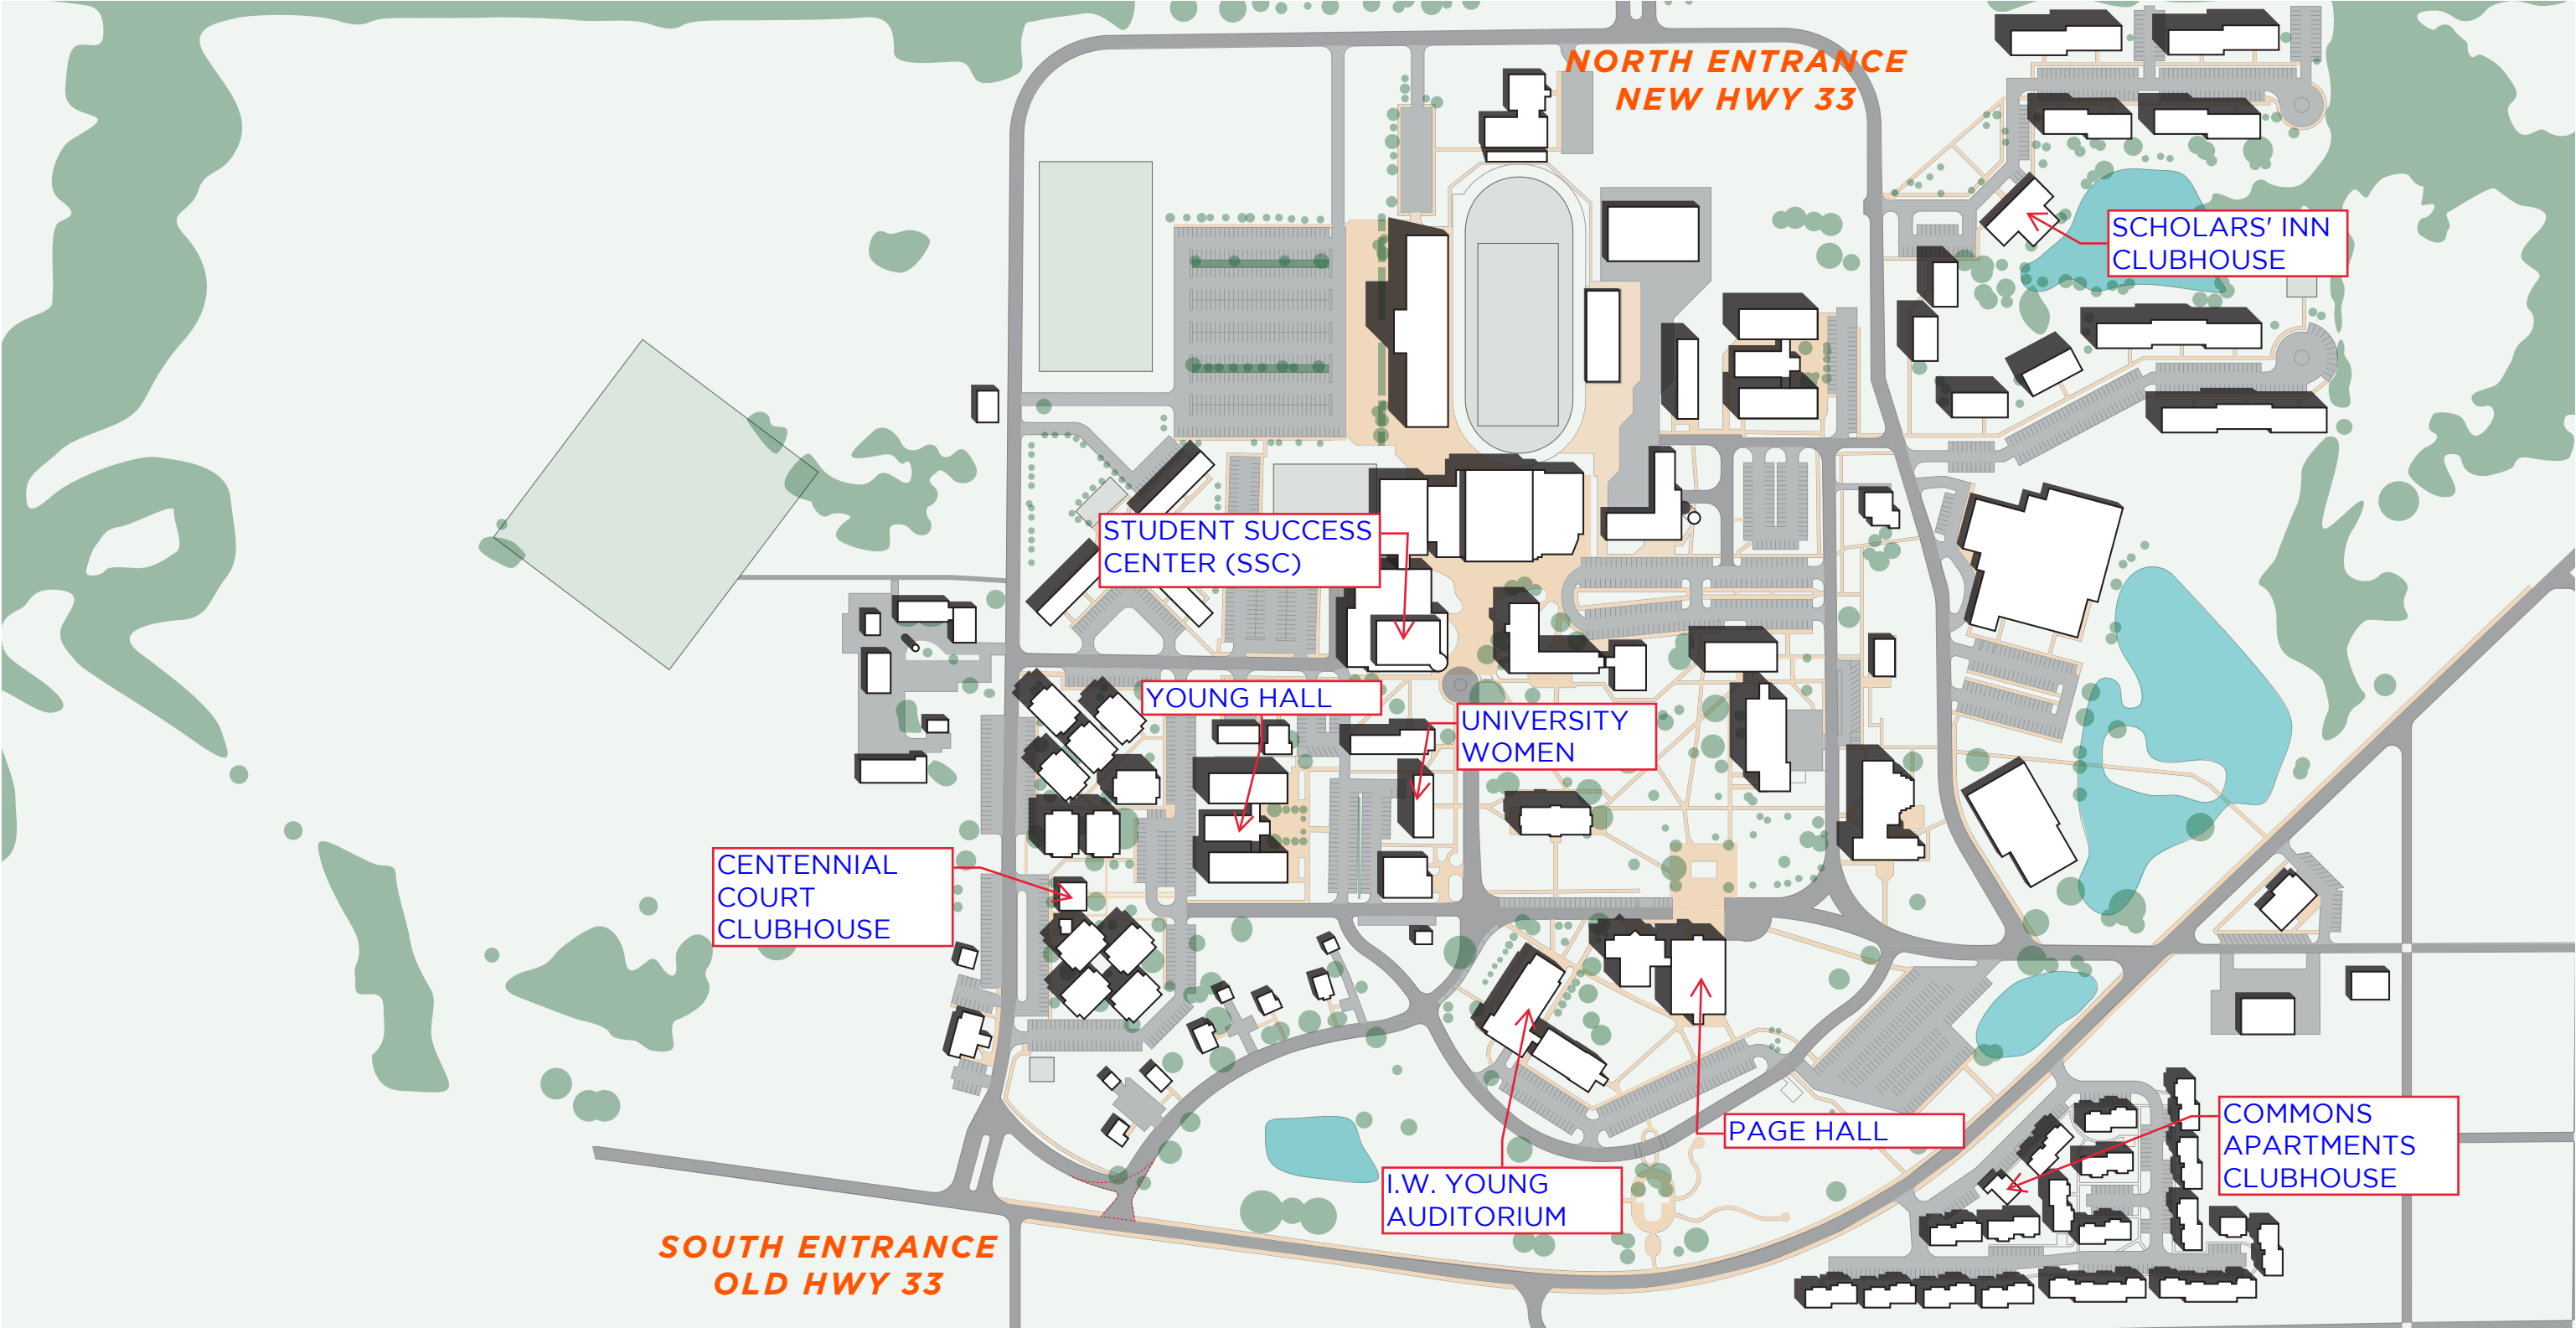 NORTH ENTRANCE
NEW HWY 33
SCHOLARS' INN
CLUBHOUSE
STUDENT SUCCESS
CENTER (SSC)
YOUNG HALL
UNIVERSITY
WOMEN
CENTENNIAL
COURT
CLUBHOUSE
PAGE HALL
COMMONS
APARTMENTS
CLUBHOUSE
I.W. YOUNG
AUDITORIUM
SOUTH ENTRANCE
OLD HWY 33